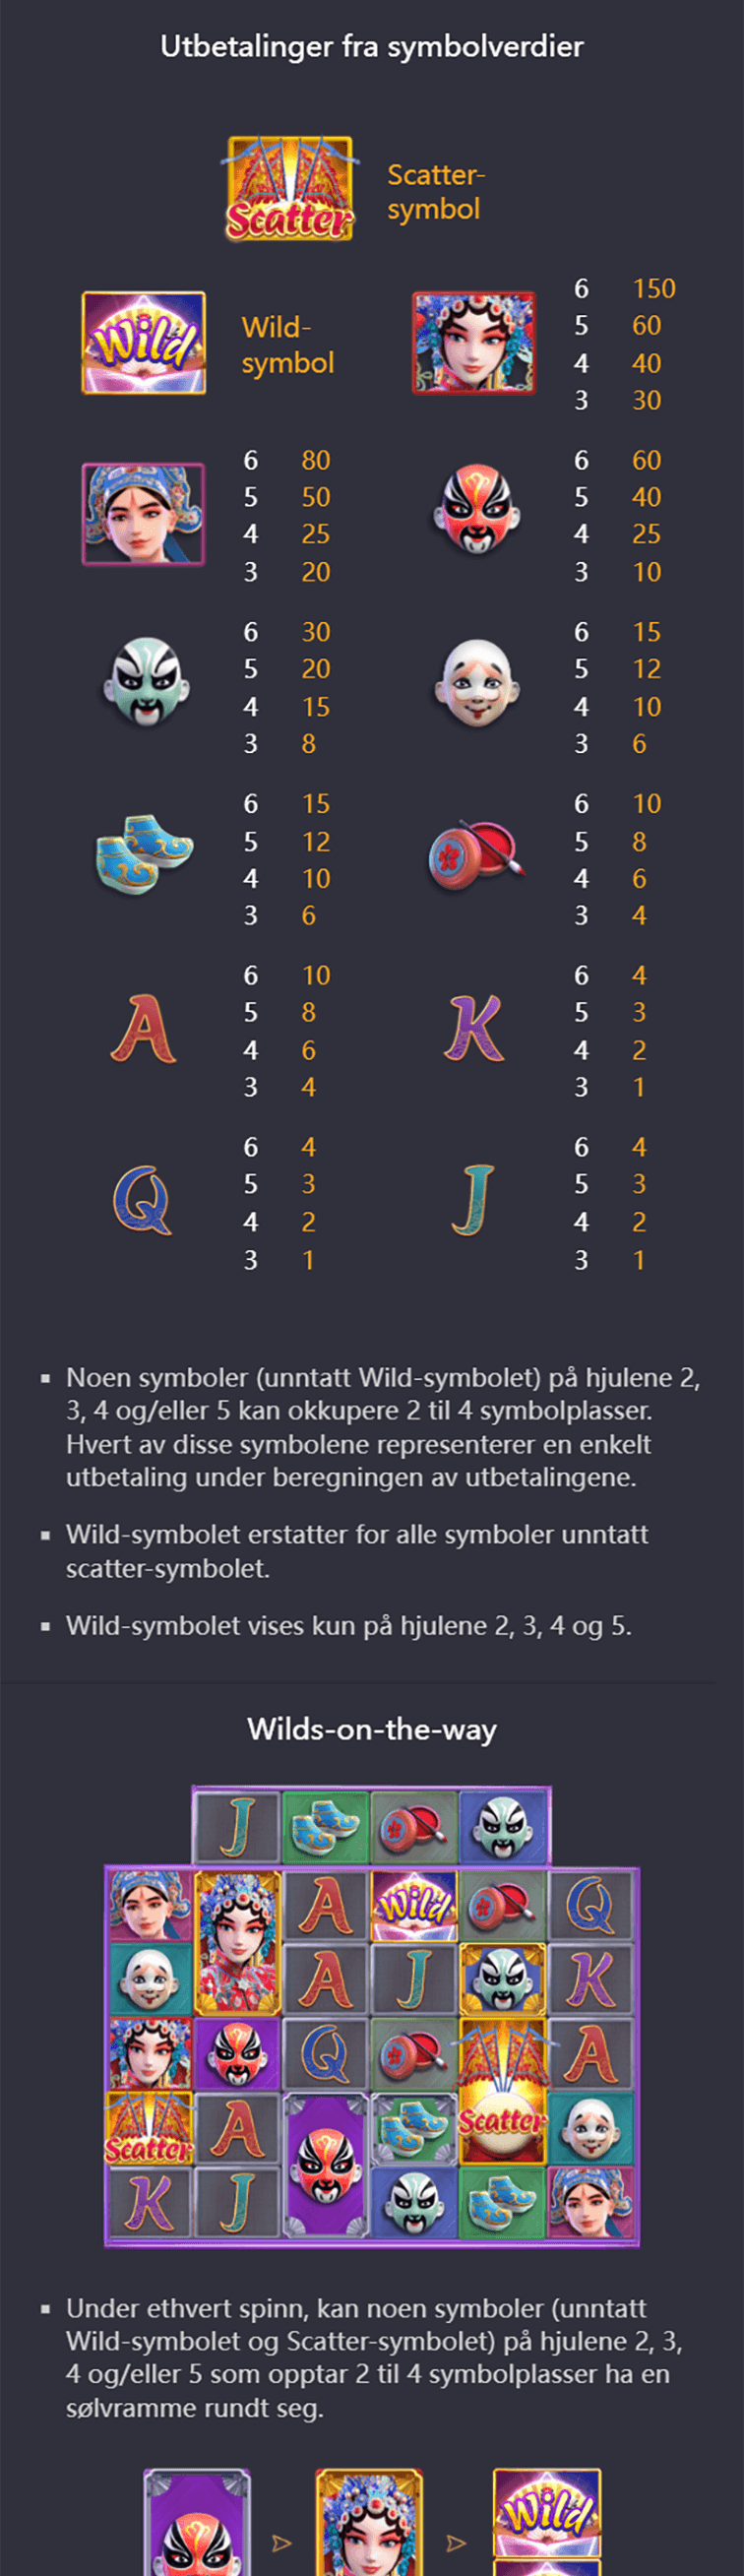 Utbetalinger fra symbolverdier
Scatter
Scatter-
symbol
Wild
Wild-
symbol
6 150
5 60
4 40
3 30
6 80
5 50
4 25
3 20
6 60
5 40
4 25
3 10
6 30
5 20
4 15
3 8
6 15
5 12
4 10
3 6
6 15
5 12
4 10
3 6
6 10
5 8
6 6
3 4
A
6 10
5 8
4 6
3 4
K
6 4
5 3
4 2
3 1
Q
6 4
5 3
4 2
3 1
J
6 4
5 3
4 2
3 1
▪ Noen symboler (unntatt Wild-symbolet) på hjulene 2,
3, 4 og/eller 5 kan okkupere 2 til 4 symbolplasser.
Hvert av disse symbolene representerer en enkelt
utbetaling under beregningen av utbetalingene.
▪ Wild-symbolet erstatter for alle symboler unntatt
scatter-symbolet.
▪ Wild-symbolet vises kun på hjulene 2, 3, 4 og 5.
Wilds-on-the-way
J
A Wild Q
A J K
Q A
Scatter A Scatter
K J
▪ Under ethvert spinn, kan noen symboler (unntatt
Wild-symbolet og Scatter-symbolet) på hjulene 2, 3,
4 og/eller 5 som opptar 2 til 4 symbolplasser ha en
sølvramme rundt seg.
Wild